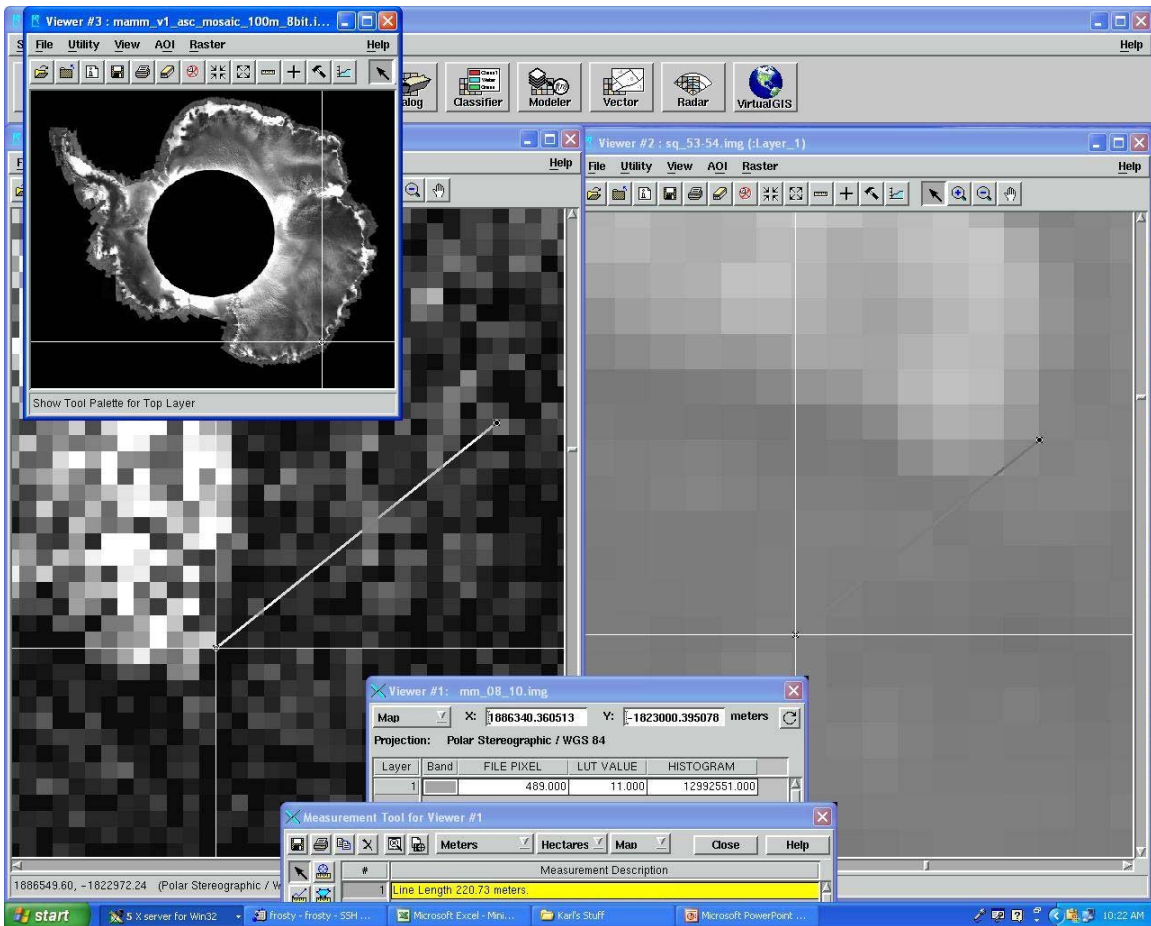 Viewer #3 : mamm_v1_asc_mosaic_100m_8bit.i...
File Utility View AOI Raster Help
Show Tool Palette for Top Layer
Help
Classifier Modeler Vector Radar VirtualGIS
Help
Viewer #2 : sq_53-54.img (:Layer_1)
File Utility View AOI Raster Help
Viewer #1: mm_08_10.img
Map X: 1886340.360513 Y: -1823000.395078 meters
Projection: Polar Stereographic / WGS 84
Layer Band FILE PIXEL LUT VALUE HISTOGRAM
1 489.000 11.000 12992551.000
Measurement Tool for Viewer #1
Meters Hectares Map Close Help
# Measurement Description
1 Line Length 220.73 meters.
1886549.60, -1822972.24 (Polar Stereographic / W
start 5 X server for Win32 frosty - frosty - SSH ... Microsoft Excel - Mini... Karl's Stuff Microsoft PowerPoint ... 10:22 AM